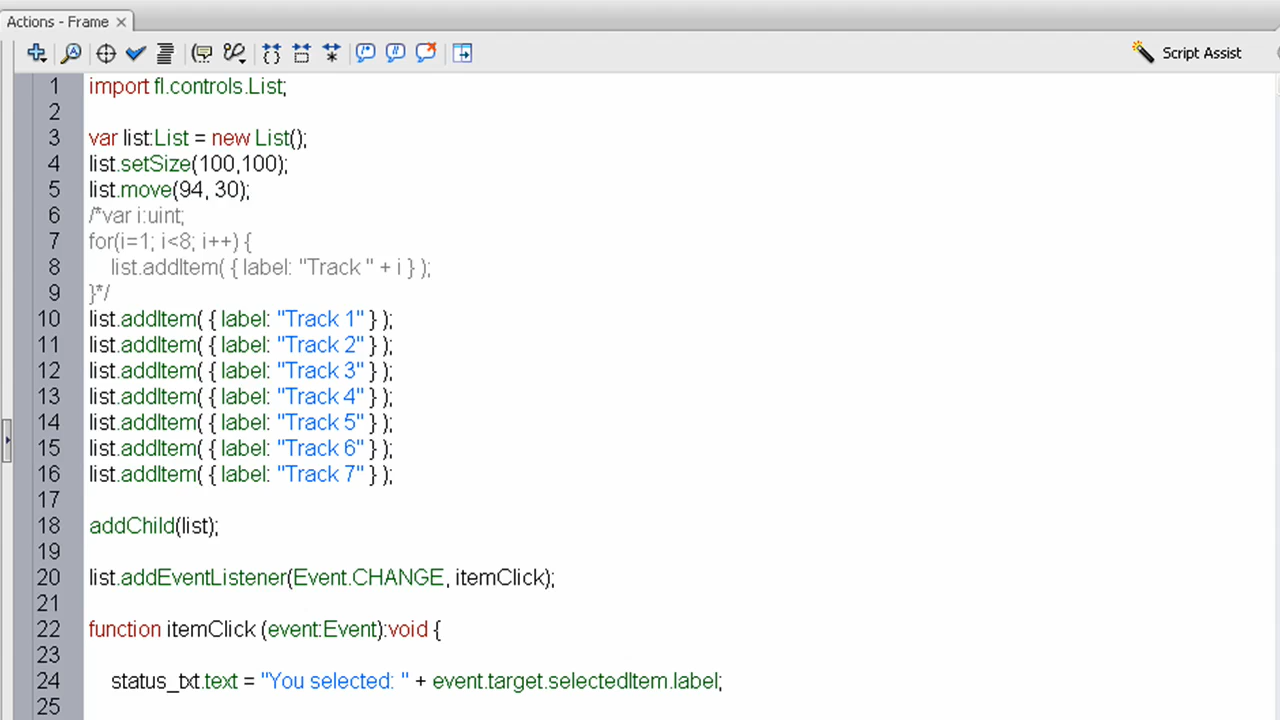 Actions - Frame
Script Assist
1 import fl.controls.List;
2
3 var list:List = new List();
4 list.setSize(100,100);
5 list.move(94, 30);
6 /*var i:uint;
7 for(i=1; i<8; i++) {
8 list.addItem( { label: "Track " + i } );
9 }*/
10 list.addItem( { label: "Track 1" } );
11 list.addItem( { label: "Track 2" } );
12 list.addItem( { label: "Track 3" } );
13 list.addItem( { label: "Track 4" } );
14 list.addItem( { label: "Track 5" } );
15 list.addItem( { label: "Track 6" } );
16 list.addItem( { label: "Track 7" } );
17
18 addChild(list);
19
20 list.addEventListener(Event.CHANGE, itemClick);
21
22 function itemClick (event:Event):void {
23
24 status_txt.text = "You selected: " + event.target.selectedItem.label;
25